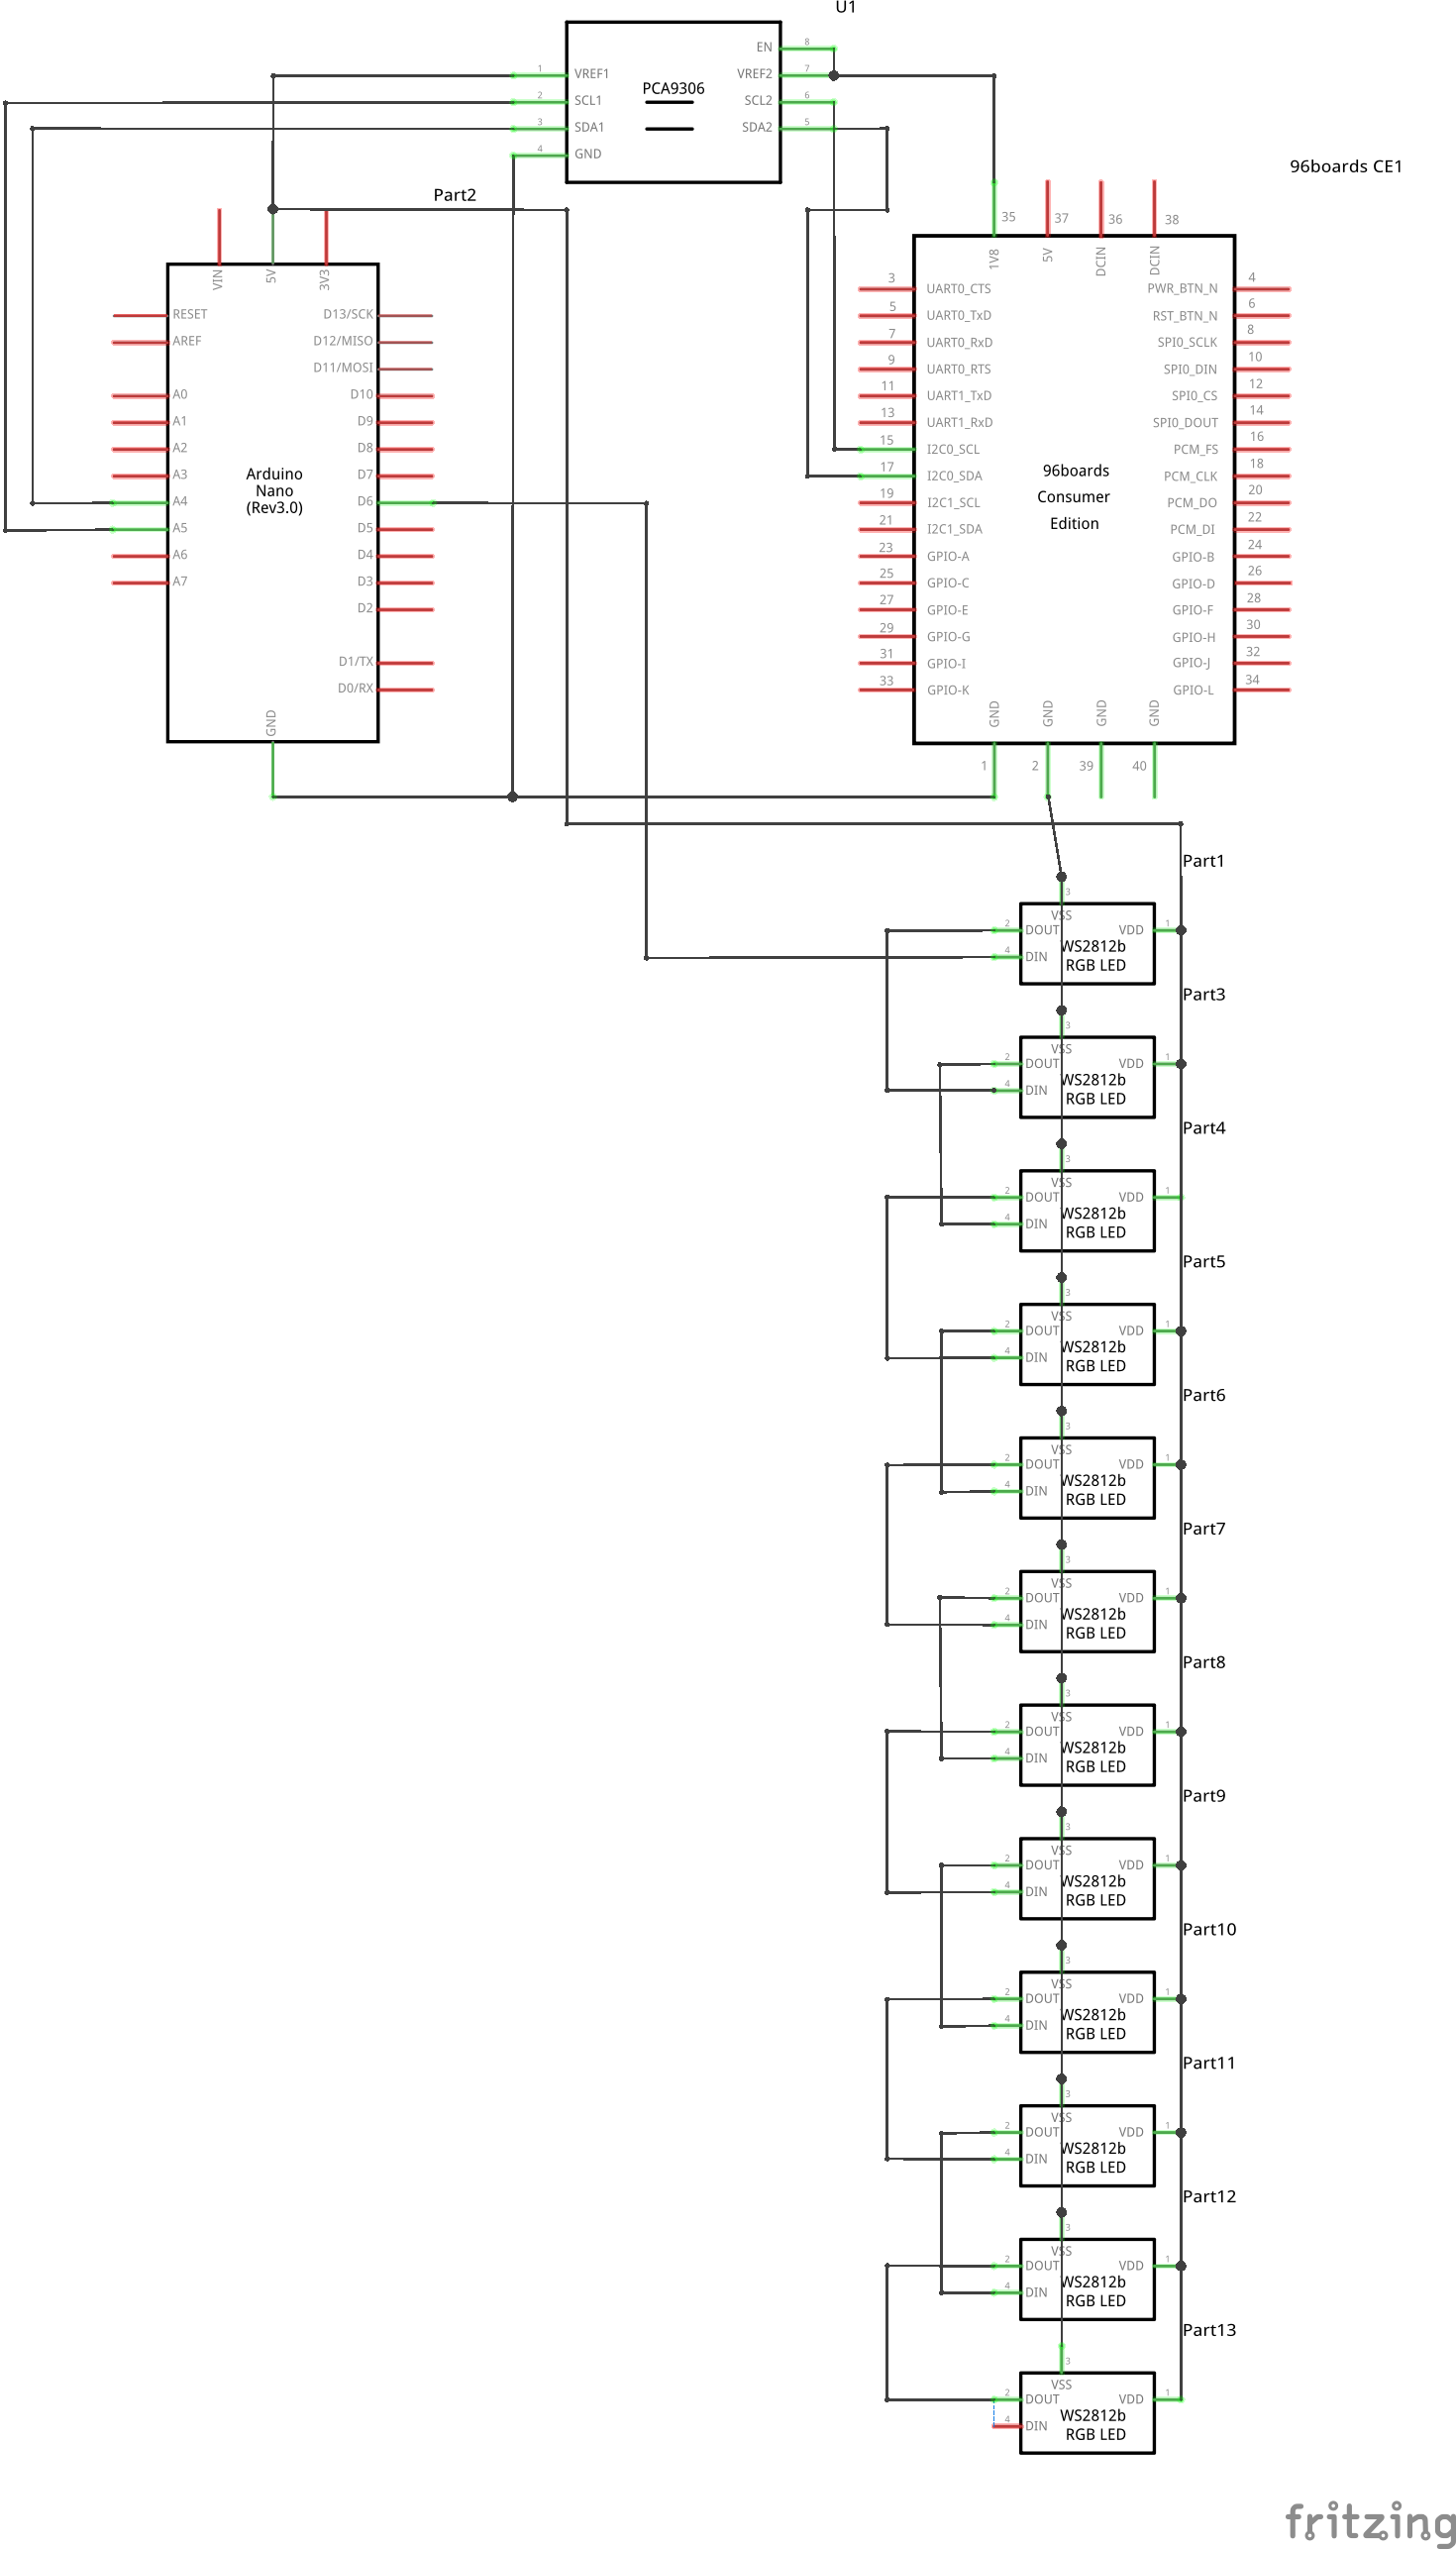 U1
PCA9306
1 VREF1
2 SCL1
3 SDA1
4 GND
EN 8
VREF2 7
SCL2 6
SDA2 5
Part2
VIN
5V
3V3
RESET
AREF
A0
A1
A2
A3
A4
A5
A6
A7
Arduino
Nano
(Rev3.0)
D13/SCK
D12/MISO
D11/MOSI
D10
D9
D8
D7
D6
D5
D4
D3
D2
D1/TX
D0/RX
GND
96boards CE1
35 1V8
37 5V
36 DCIN
38 DCIN
3 UART0_CTS
5 UART0_TxD
7 UART0_RxD
9 UART0_RTS
11 UART1_TxD
13 UART1_RxD
15 I2C0_SCL
17 I2C0_SDA
19 I2C1_SCL
21 I2C1_SDA
23 GPIO-A
25 GPIO-C
27 GPIO-E
29 GPIO-G
31 GPIO-I
33 GPIO-K
96boards
Consumer
Edition
PWR_BTN_N 4
RST_BTN_N 6
SPI0_SCLK 8
SPI0_DIN 10
SPI0_CS 12
SPI0_DOUT 14
PCM_FS 16
PCM_CLK 18
PCM_DO 20
PCM_DI 22
GPIO-B 24
GPIO-D 26
GPIO-F 28
GPIO-H 30
GPIO-J 32
GPIO-L 34
GND 1
GND 2
GND 39
GND 40
Part1
3
VSS
2 DOUT VDD 1
WS2812b
4 DIN
RGB LED
Part3
3
VSS
2 DOUT VDD 1
WS2812b
4 DIN
RGB LED
Part4
3
VSS
2 DOUT VDD 1
WS2812b
4 DIN
RGB LED
Part5
3
VSS
2 DOUT VDD 1
WS2812b
4 DIN
RGB LED
Part6
3
VSS
2 DOUT VDD 1
WS2812b
4 DIN
RGB LED
Part7
3
VSS
2 DOUT VDD 1
WS2812b
4 DIN
RGB LED
Part8
3
VSS
2 DOUT VDD 1
WS2812b
4 DIN
RGB LED
Part9
3
VSS
2 DOUT VDD 1
WS2812b
4 DIN
RGB LED
Part10
3
VSS
2 DOUT VDD 1
WS2812b
4 DIN
RGB LED
Part11
3
VSS
2 DOUT VDD 1
WS2812b
4 DIN
RGB LED
Part12
3
VSS
2 DOUT VDD 1
WS2812b
4 DIN
RGB LED
Part13
3
VSS
2 DOUT VDD 1
WS2812b
4 DIN
RGB LED
fritzing